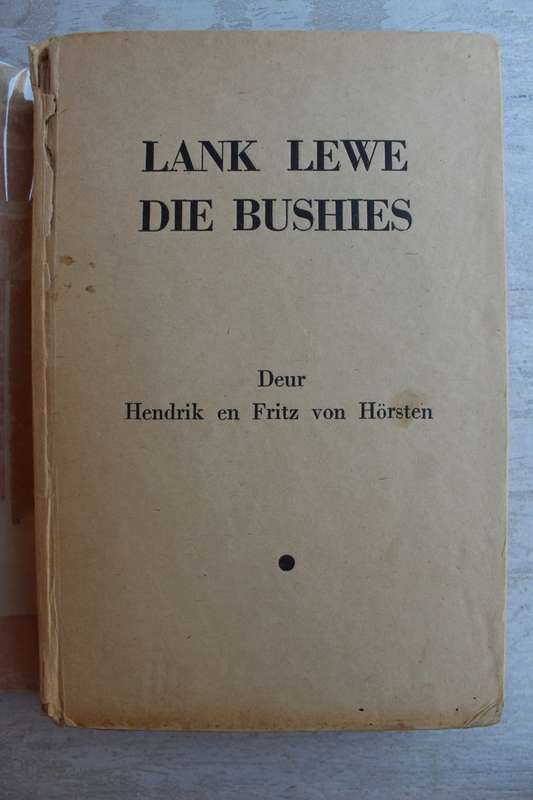 LANK LEWE
DIE BUSHIES
Deur
Hendrik en Fritz von Hörsten